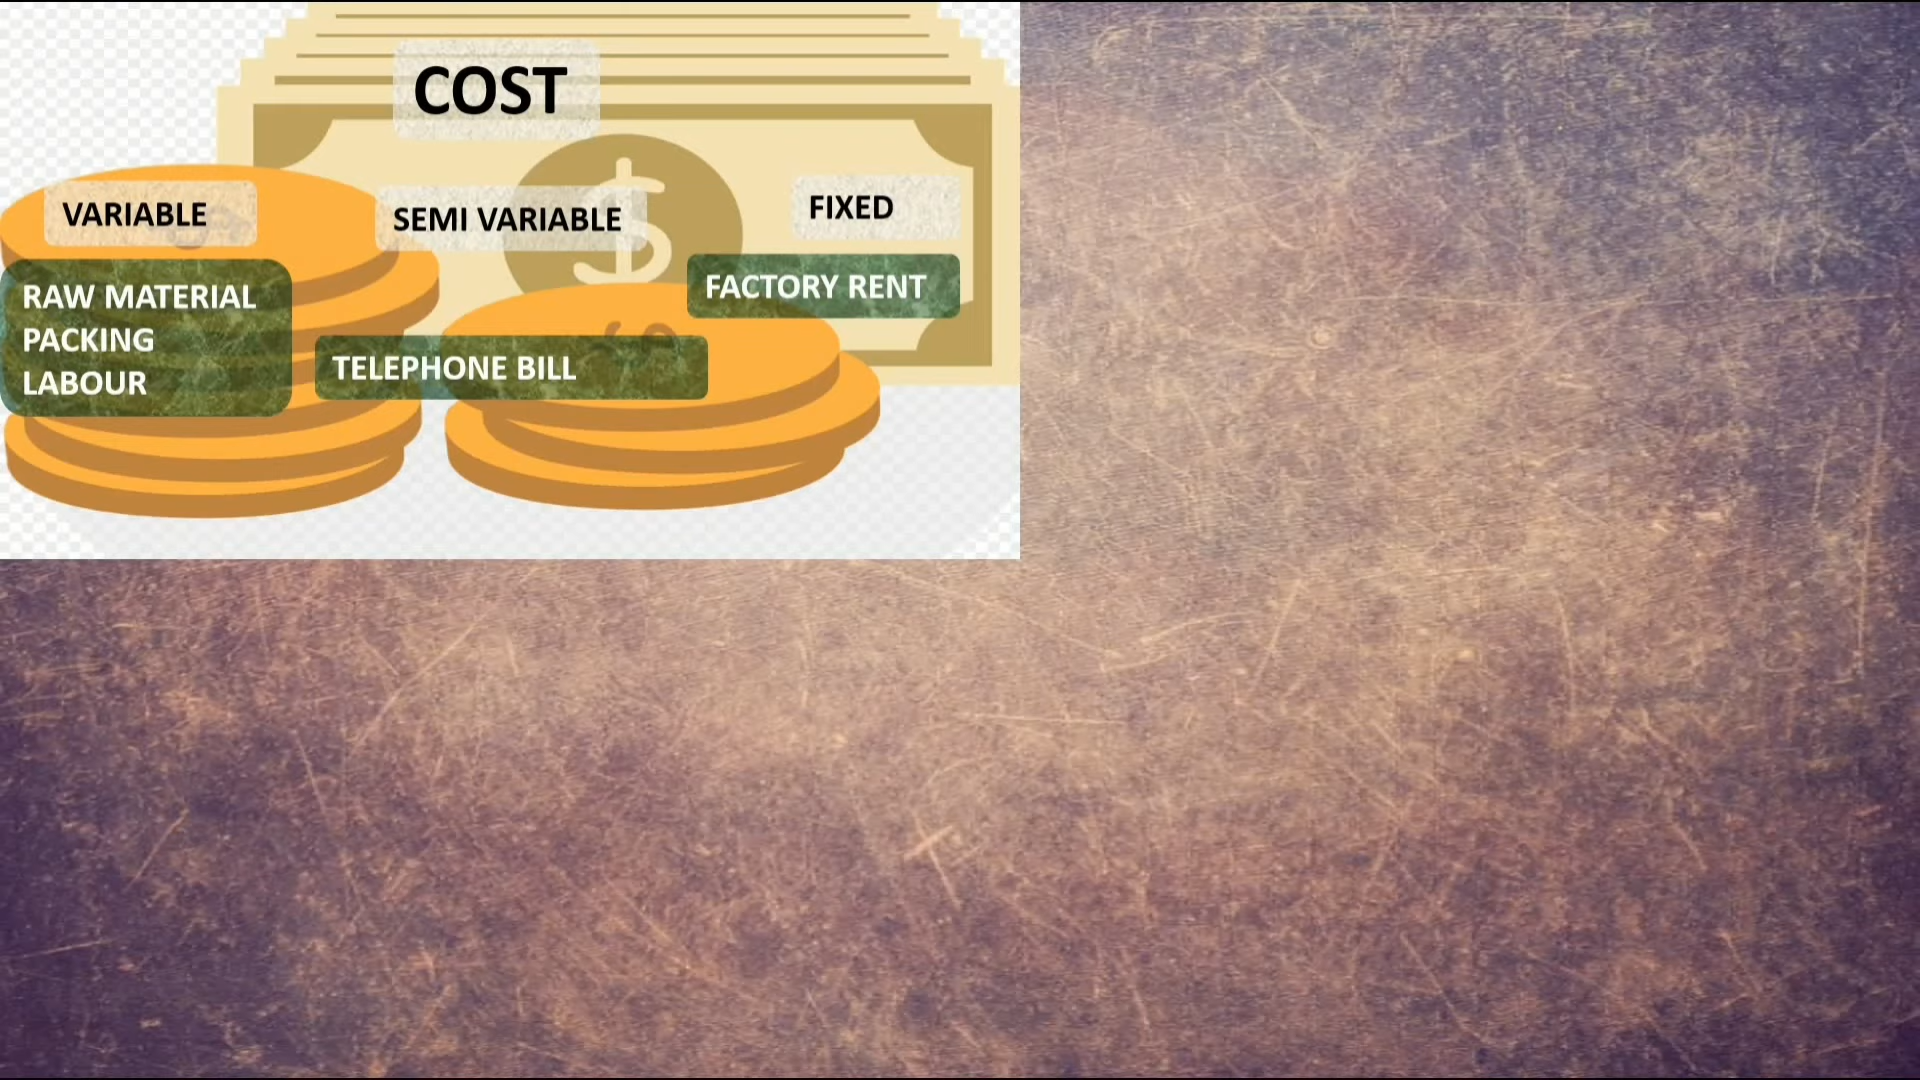 COST
VARIABLE
SEMI VARIABLE
FIXED
RAW MATERIAL
PACKING
LABOUR
TELEPHONE BILL
FACTORY RENT